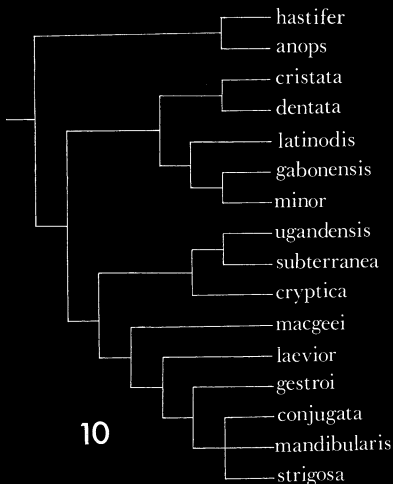 hastifer
anops
cristata
dentata
latinodis
gabonensis
minor
ugandensis
subterranea
cryptica
macgeei
laevior
gestroi
conjugata
mandibularis
strigosa
10